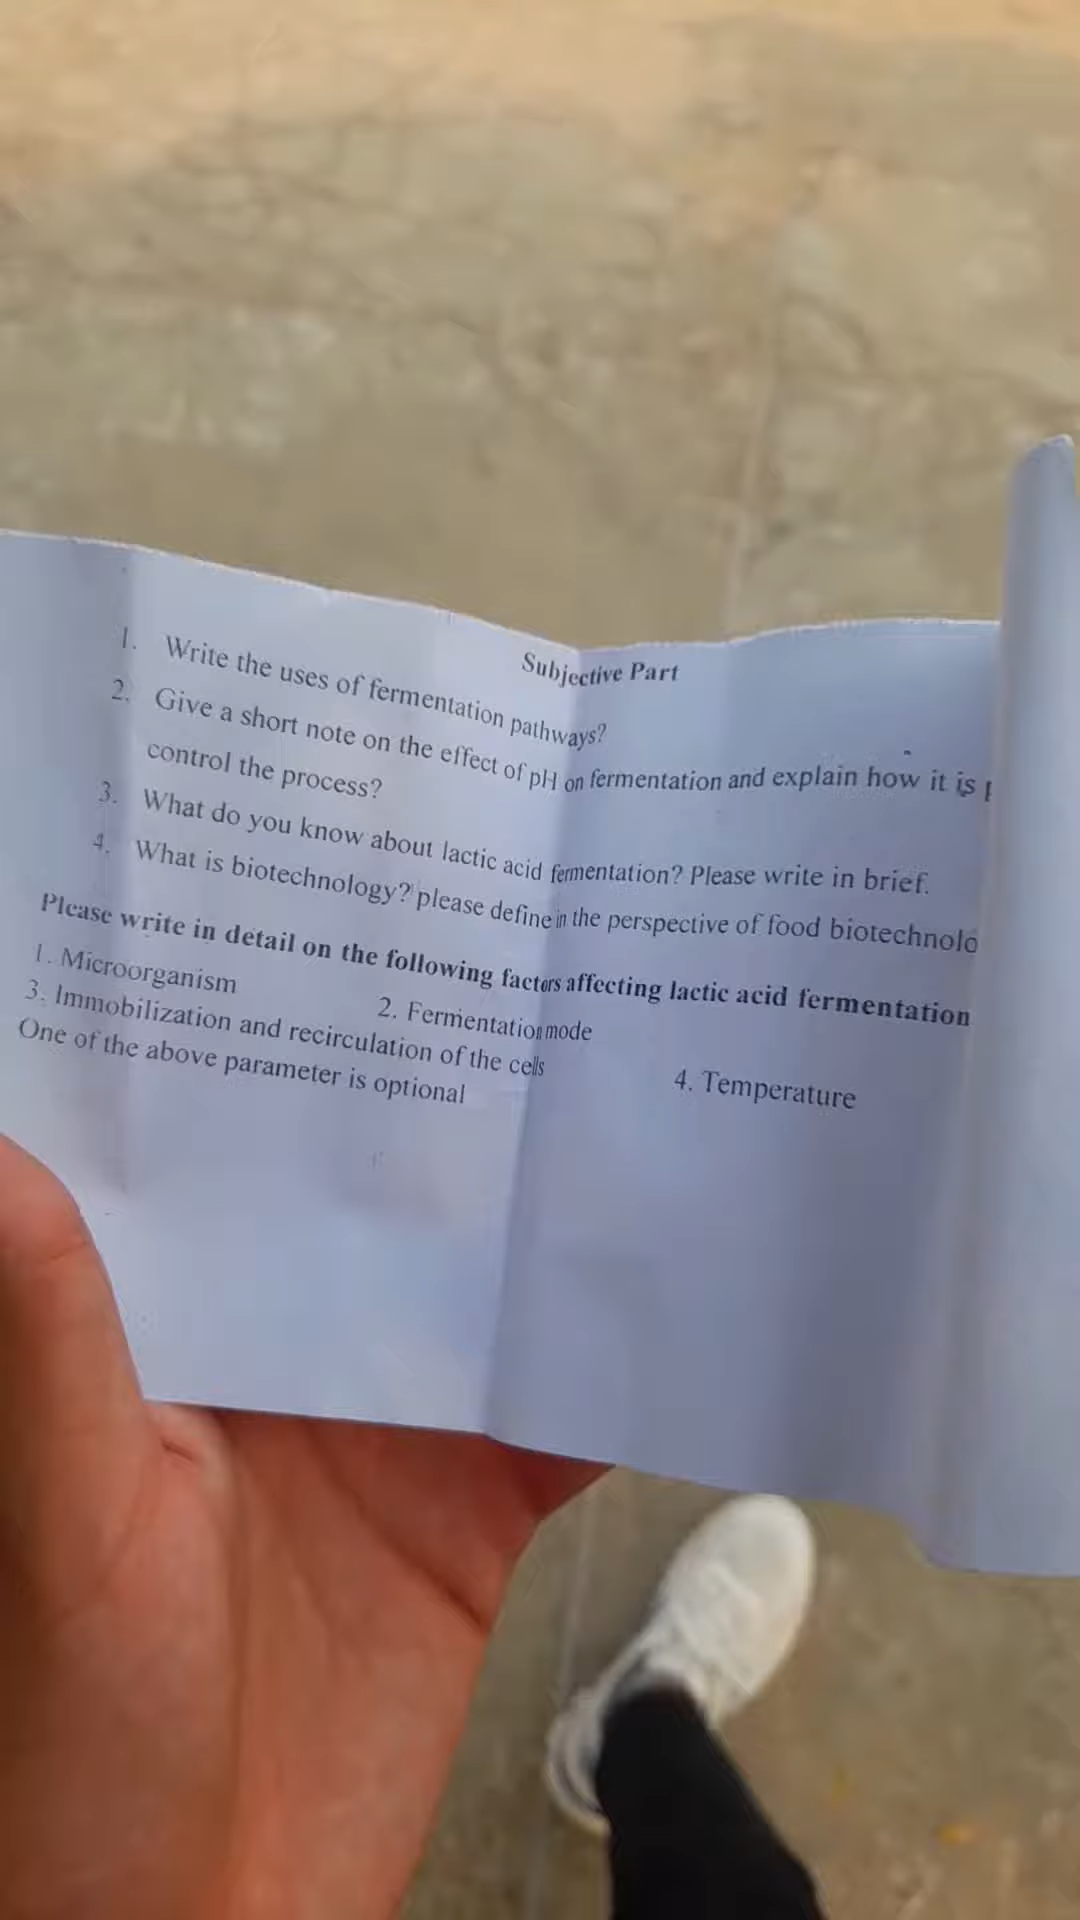 Subjective Part
1. Write the uses of fermentation pathways?
2. Give a short note on the effect of pH on fermentation and explain how it is
control the process?
3. What do you know about lactic acid fermentation? Please write in brief.
4. What is biotechnology? please define in the perspective of food biotechnolo
Please write in detail on the following factors affecting lactic acid fermentation
1. Microorganism 2. Fermentation mode
3. Immobilization and recirculation of the cells 4. Temperature
One of the above parameter is optional